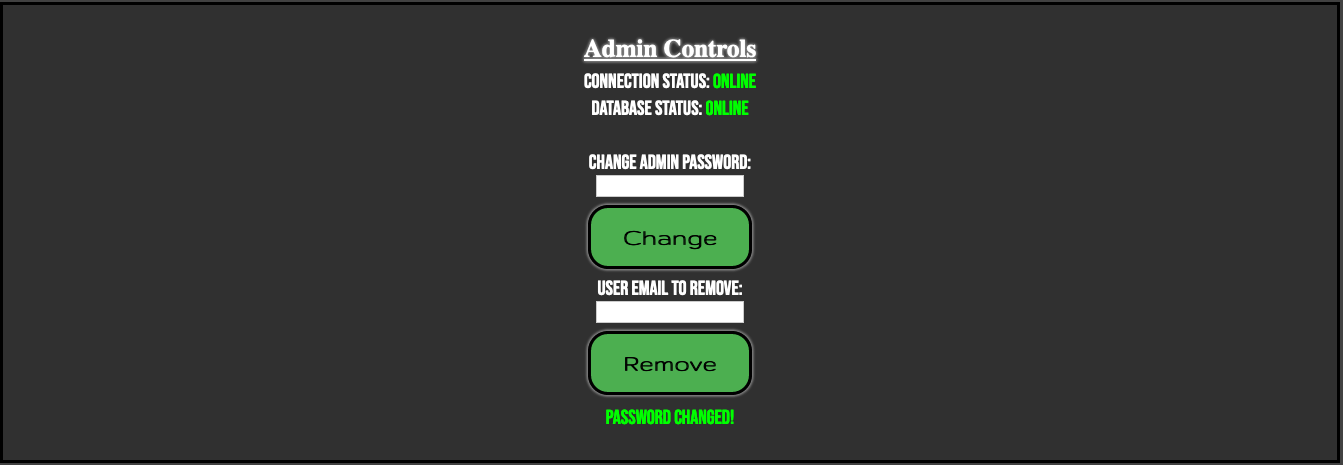 Admin Controls
CONNECTION STATUS: ONLINE
DATABASE STATUS: ONLINE
CHANGE ADMIN PASSWORD:
Change
USER EMAIL TO REMOVE:
Remove
PASSWORD CHANGED!